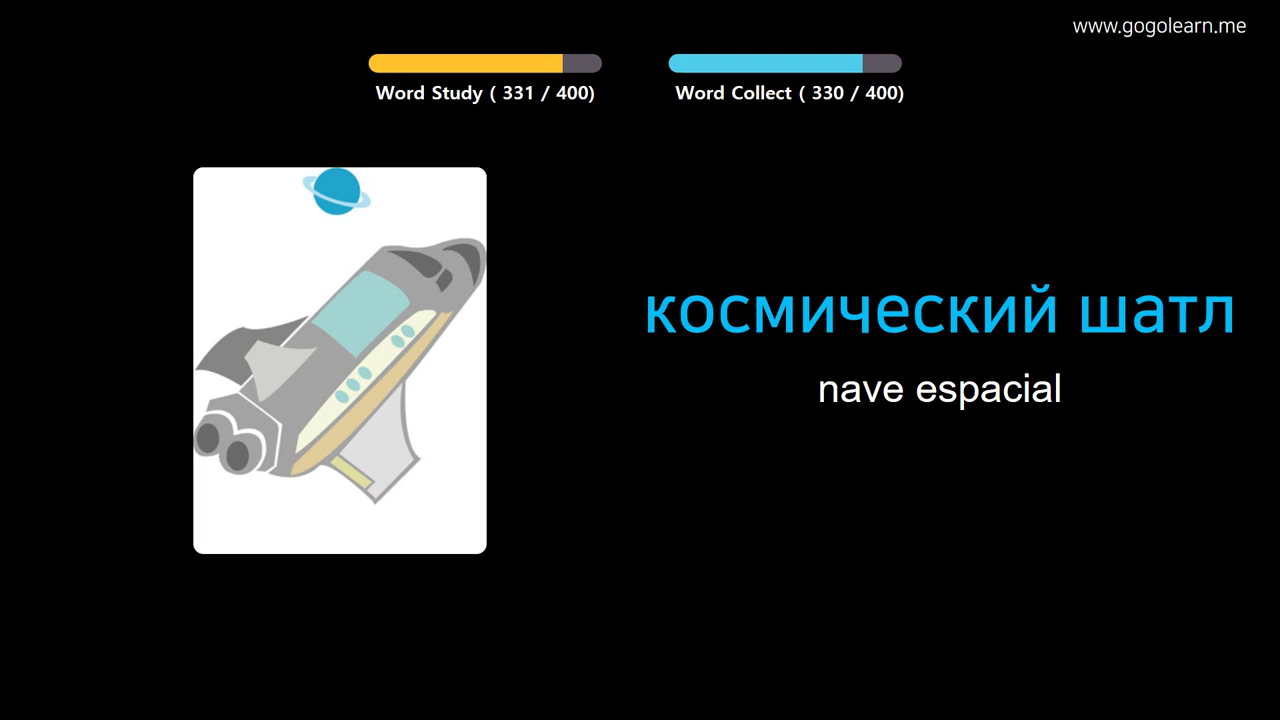 www.gogolearn.me
Word Study ( 331 / 400)
Word Collect ( 330 / 400)
космический шатл
nave espacial